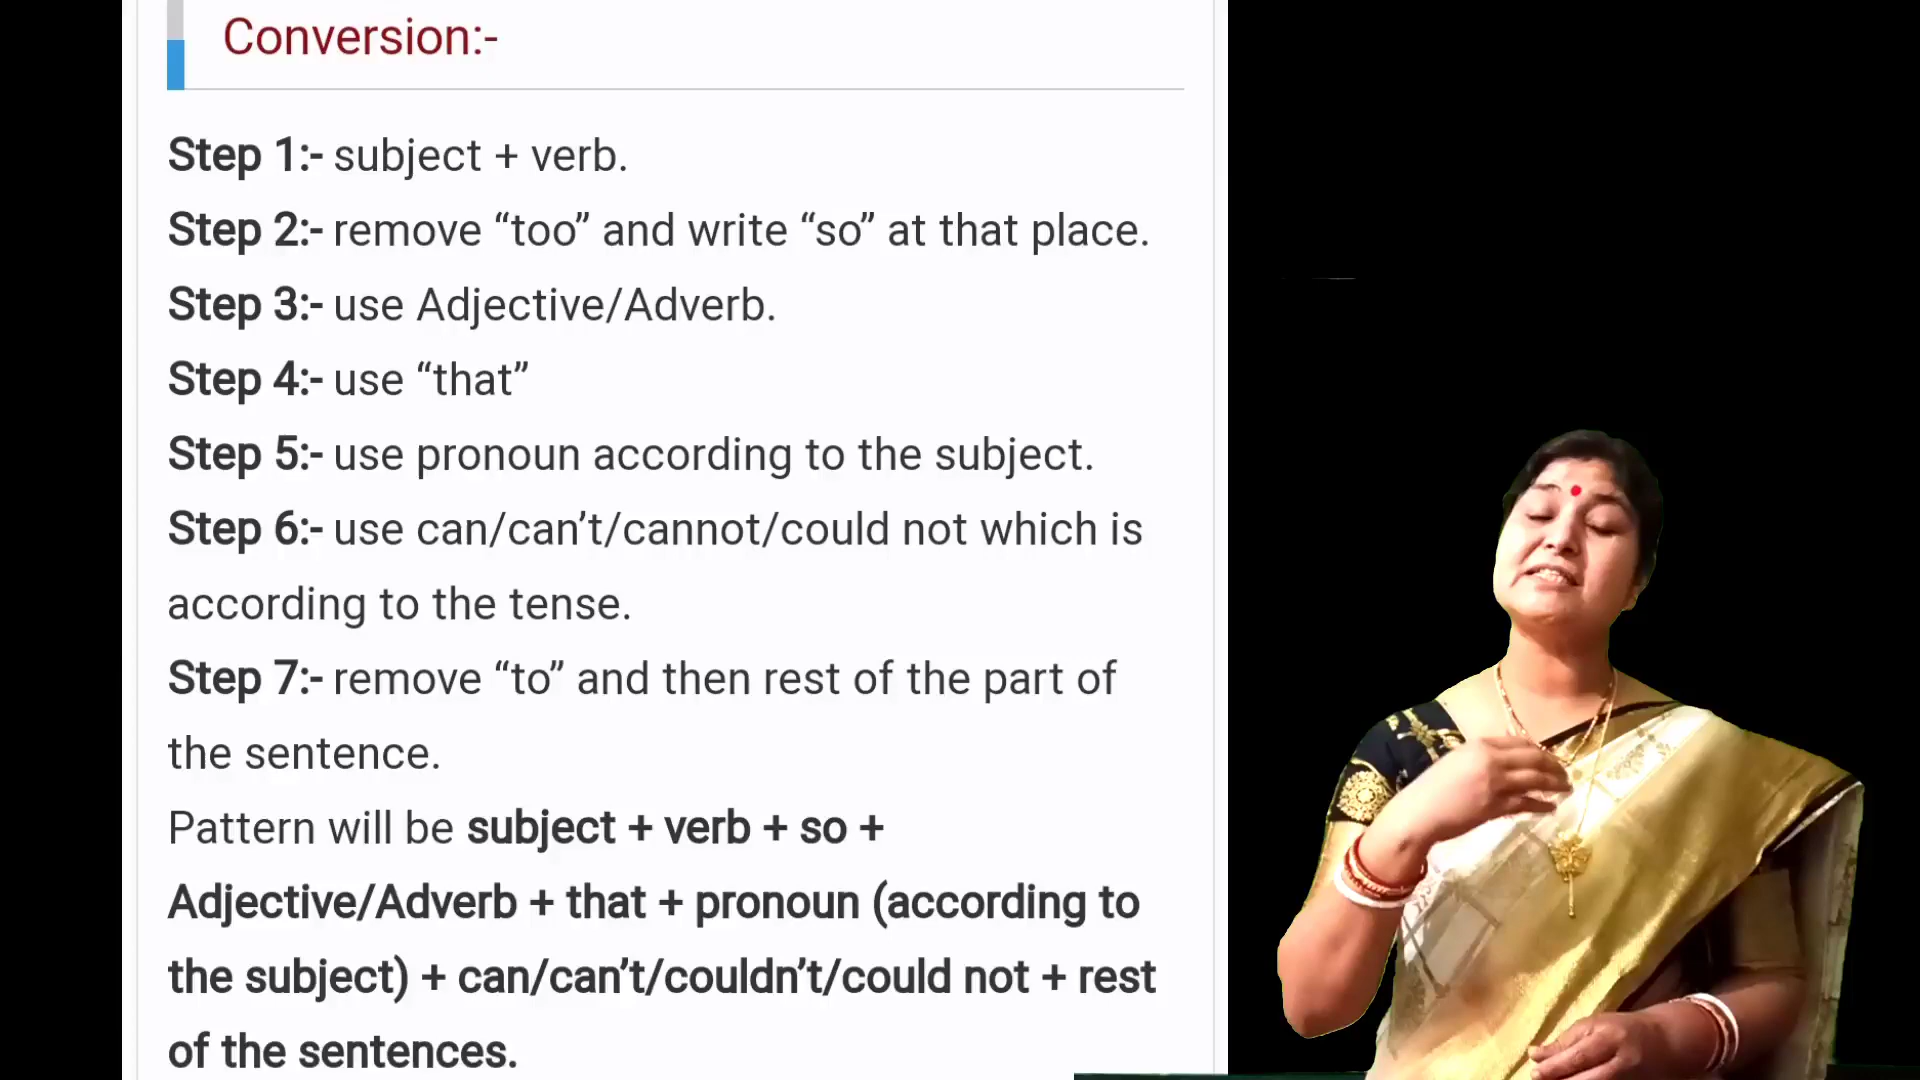 Conversion:-
Step 1:- subject + verb.
Step 2:- remove “too” and write “so” at that place.
Step 3:- use Adjective/Adverb.
Step 4:- use “that”
Step 5:- use pronoun according to the subject.
Step 6:- use can/can’t/cannot/could not which is
according to the tense.
Step 7:- remove “to” and then rest of the part of
the sentence.
Pattern will be subject + verb + so +
Adjective/Adverb + that + pronoun (according to
the subject) + can/can’t/couldn’t/could not + rest
of the sentences.